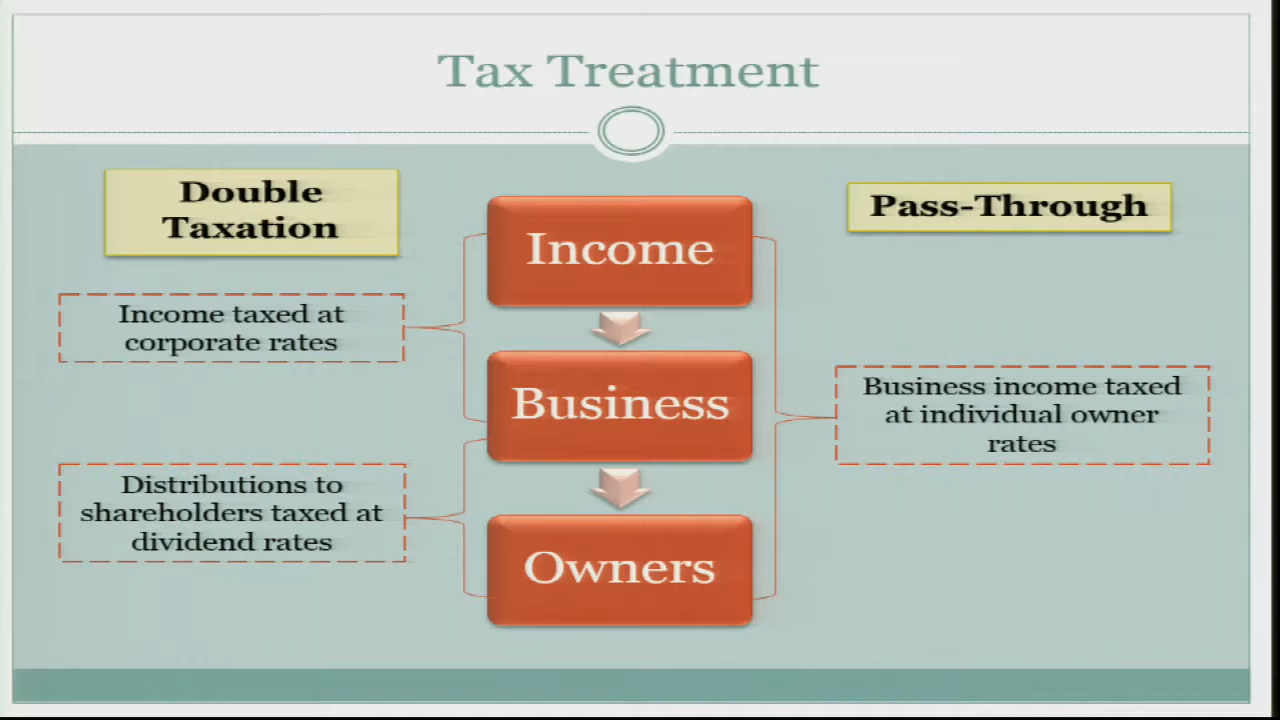 Tax Treatment
Double
Taxation
Income taxed at
corporate rates
Distributions to
shareholders taxed at
dividend rates
Income
Business
Owners
Pass-Through
Business income taxed
at individual owner
rates